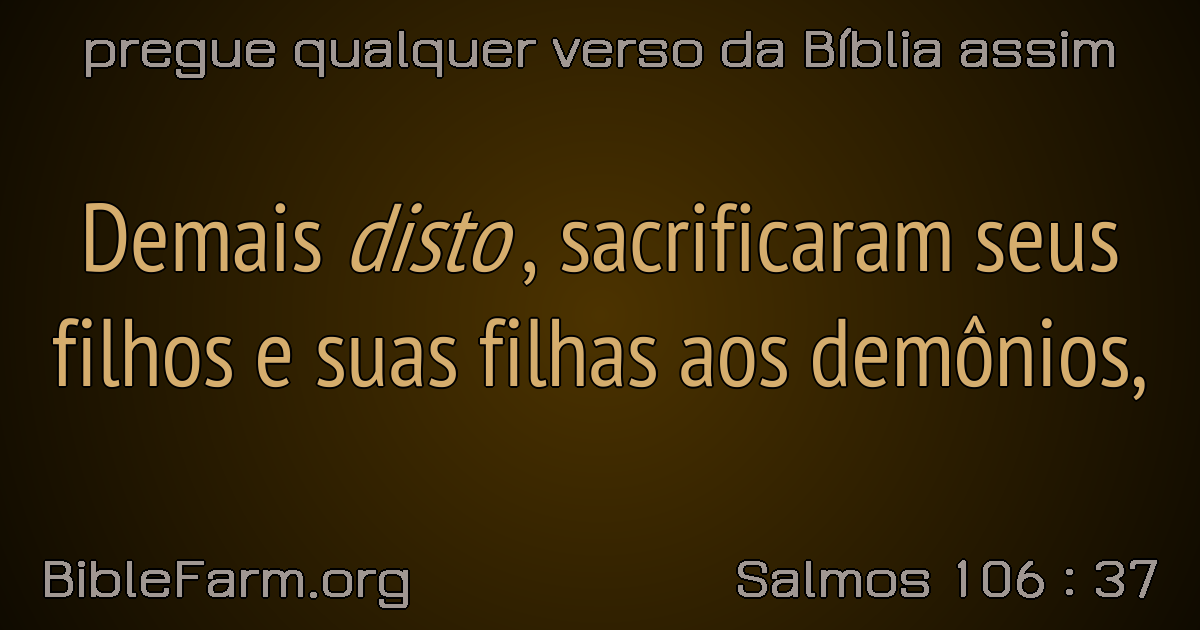 pregue qualquer verso da Bíblia assim
Demais disto, sacrificaram seus
filhos e suas filhas aos demônios,
BibleFarm.org
Salmos 106 : 37